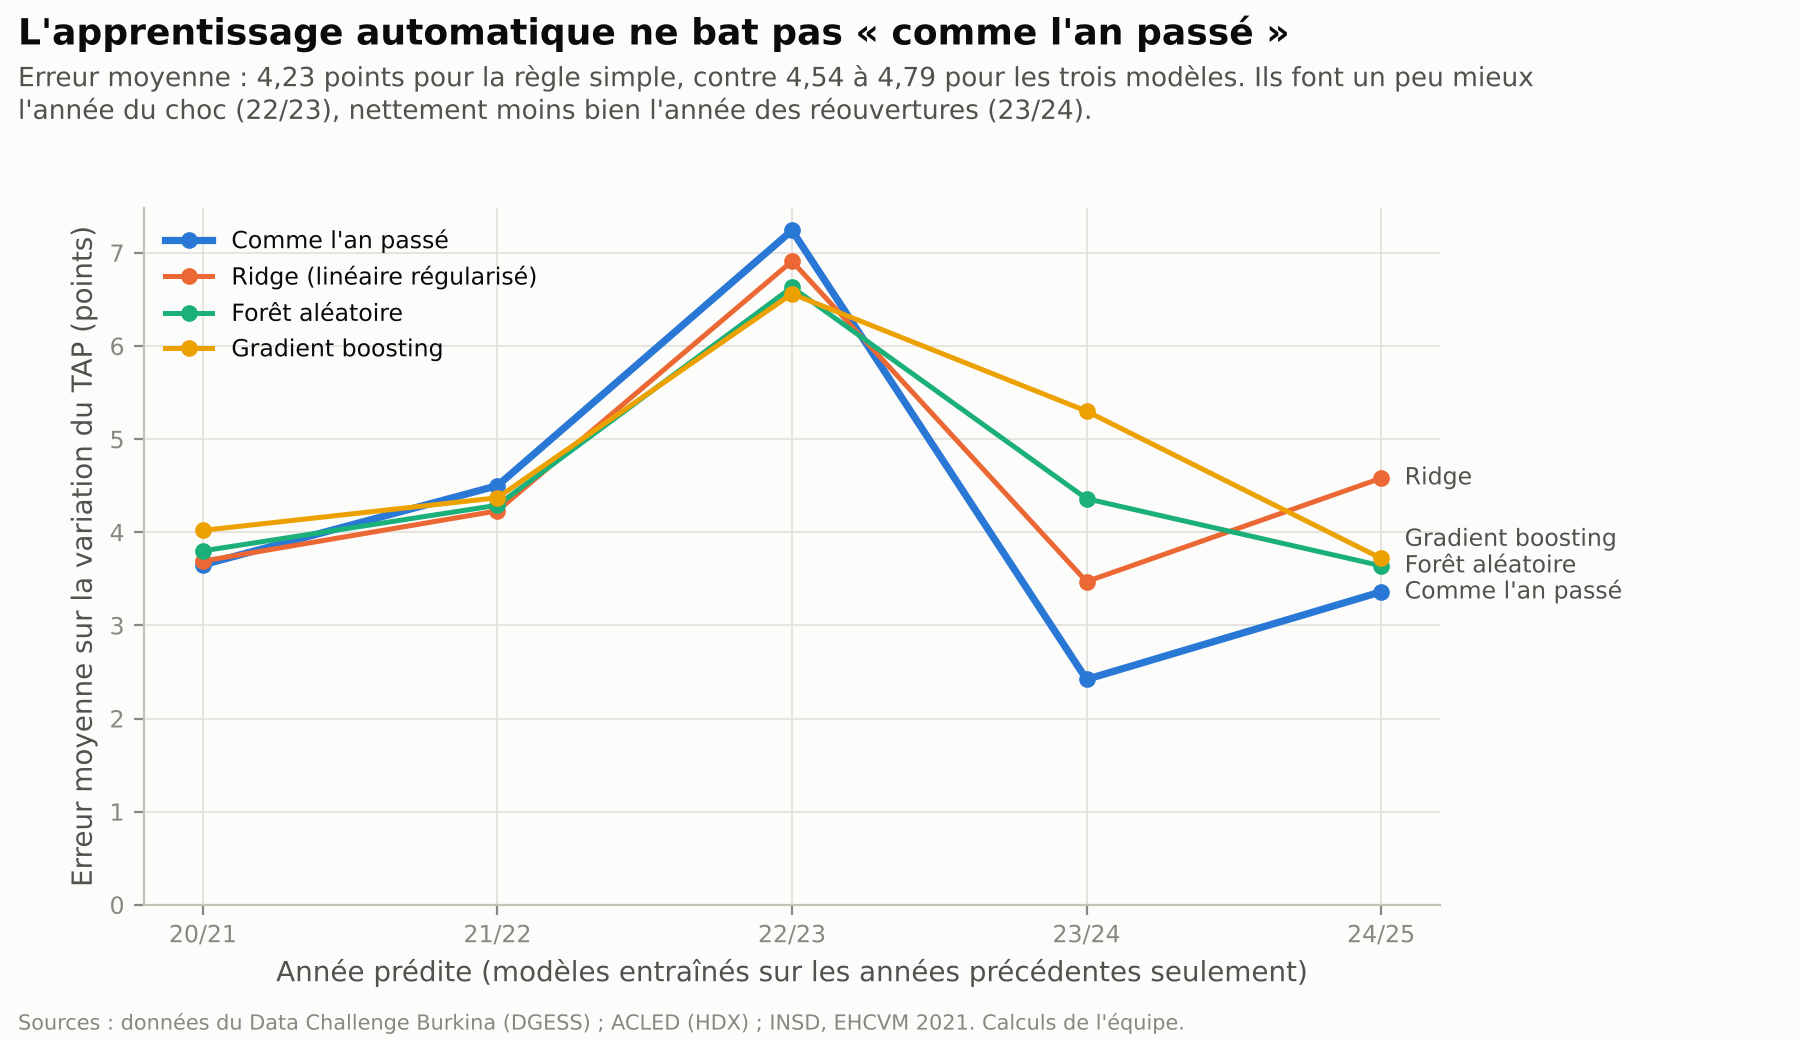 L'apprentissage automatique ne bat pas « comme l'an passé »
Erreur moyenne : 4,23 points pour la règle simple, contre 4,54 à 4,79 pour les trois modèles. Ils font un peu mieux
l'année du choc (22/23), nettement moins bien l'année des réouvertures (23/24).
Erreur moyenne sur la variation du TAP (points)
7
6
5
4
3
2
1
0
Comme l'an passé
Ridge (linéaire régularisé)
Forêt aléatoire
Gradient boosting
Ridge
Gradient boosting
Forêt aléatoire
Comme l'an passé
20/21
21/22
22/23
23/24
24/25
Année prédite (modèles entraînés sur les années précédentes seulement)
Sources : données du Data Challenge Burkina (DGESS) ; ACLED (HDX) ; INSD, EHCVM 2021. Calculs de l'équipe.